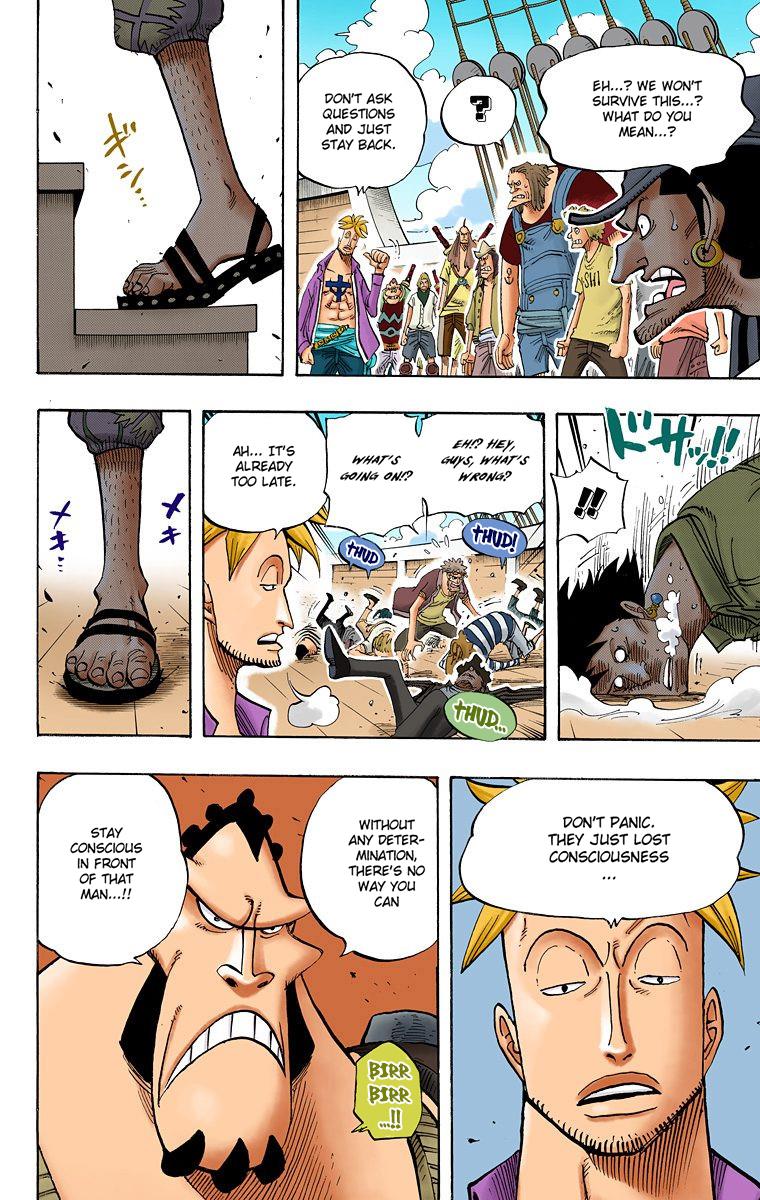 EH...? WE WON'T
SURVIVE THIS...?
WHAT DO YOU
MEAN...?
?
DON'T ASK
QUESTIONS
AND JUST
STAY BACK.
SHI
ギシ
ドサッ!!
!!
EH!? HEY,
GUYS, WHAT'S
WRONG?
WHAT'S
GOING ON!?
THUD!
THUD
THUD...
AH... IT'S
ALREADY
TOO LATE.
メキ
メキ
DON'T PANIC.
THEY JUST LOST
CONSCIOUSNESS
...
WITHOUT
ANY DETER-
MINATION,
THERE'S NO
WAY YOU
CAN
STAY
CONSCIOUS
IN FRONT
OF THAT
MAN...!!
BIRR
BIRR
...!!